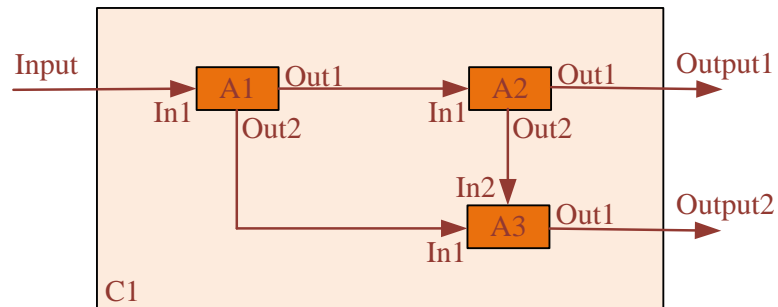 Input
In1
A1
Out1
Out2
In1
A2
Out1
Out2
Output1
In2
In1
A3
Out1
Output2
C1